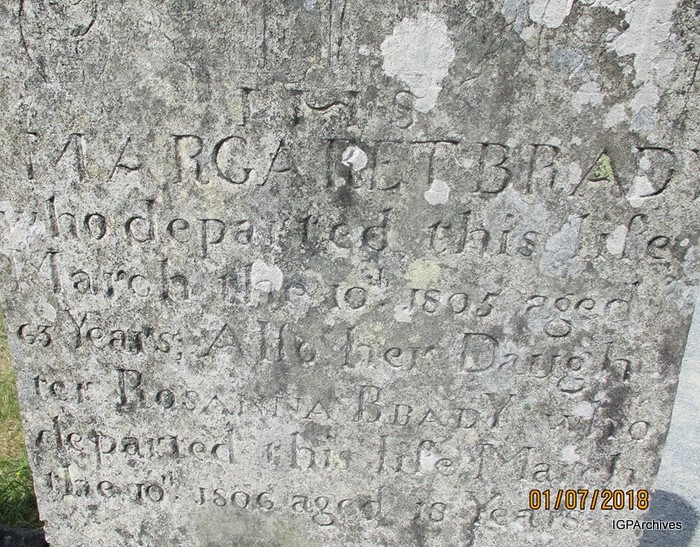 IHS
MARGARET BRADY
who departed this life
March the 10th 1805 aged
63 Years; Allso her Daugh
ter ROSANNA BRADY who
departed this life March
the 10th 1806 aged 18 Years
01/07/2018
IGPArchives